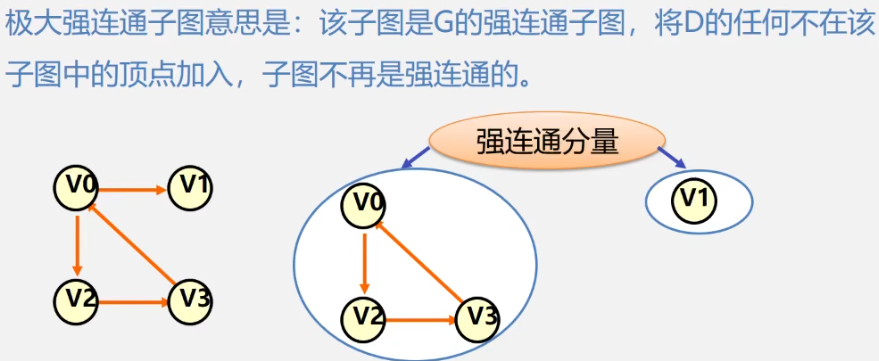 极大强连通子图意思是：该子图是G的强连通子图，将D的任何不在该
子图中的顶点加入，子图不再是强连通的。
强连通分量
V0 V1
V2 V3
V0
V2 V3
V1